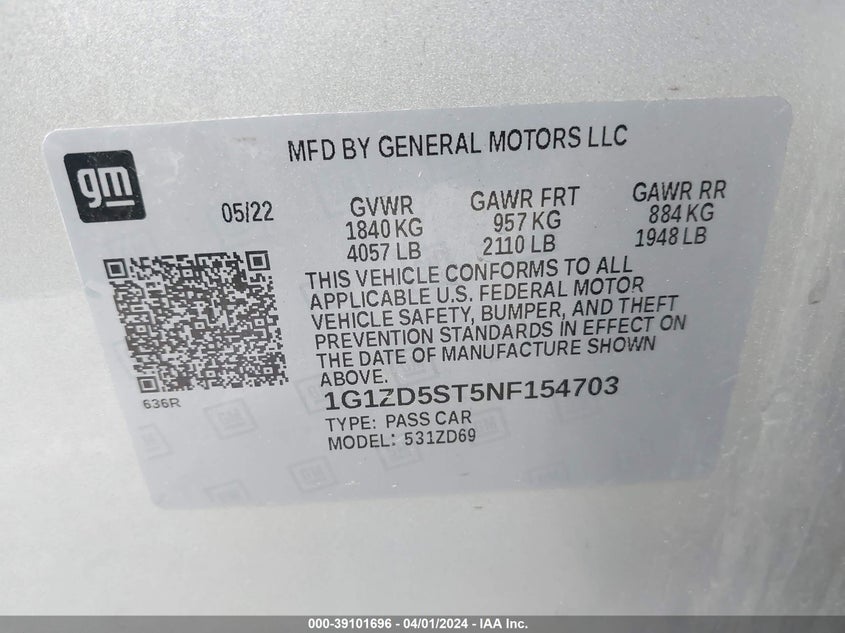 MFD BY GENERAL MOTORS LLC
gm
05/22
GVWR
1840 KG
4057 LB
GAWR FRT
957 KG
2110 LB
GAWR RR
884 KG
1948 LB
THIS VEHICLE CONFORMS TO ALL
APPLICABLE U.S. FEDERAL MOTOR
VEHICLE SAFETY, BUMPER, AND THEFT
PREVENTION STANDARDS IN EFFECT ON
THE DATE OF MANUFACTURE SHOWN
ABOVE.
636R
1G1ZD5ST5NF154703
TYPE: PASS CAR
MODEL: 531ZD69
000-39101696 - 04/01/2024 - IAA Inc.